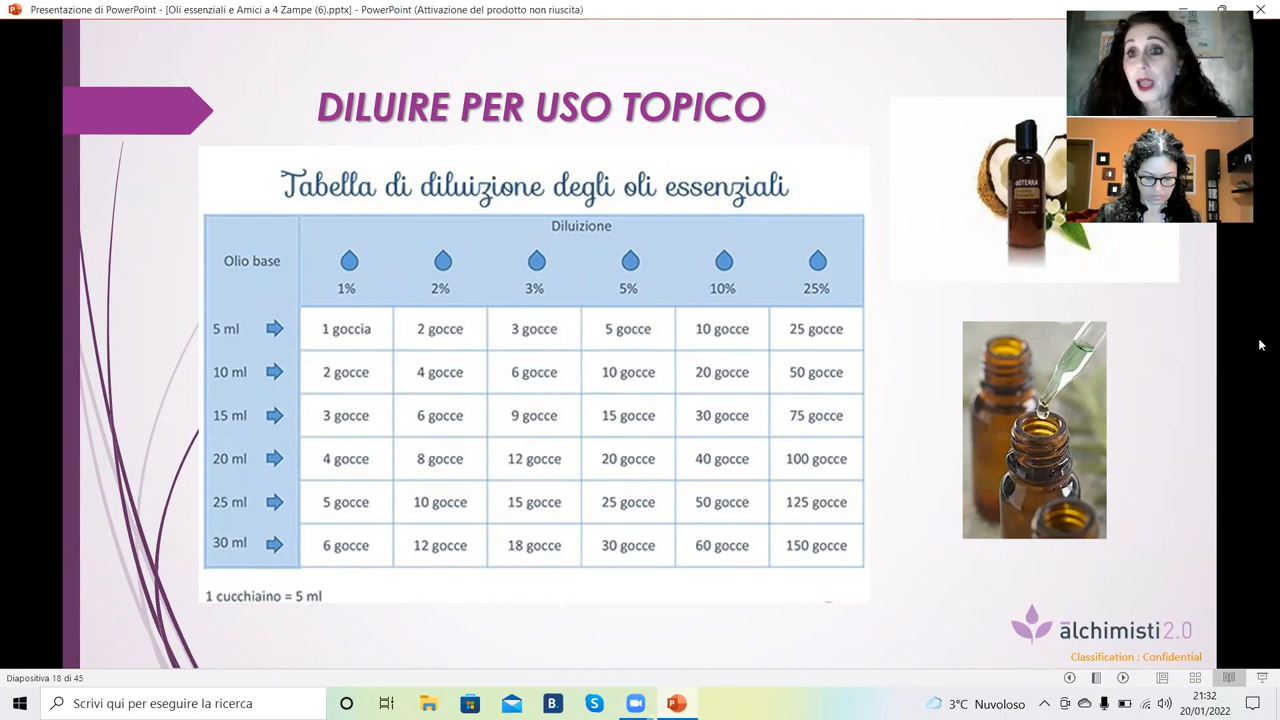 Presentazione di PowerPoint - [Oli essenziali e Amici a 4 Zampe (6).pptx] - PowerPoint (Attivazione del prodotto non riuscita)
DILUIRE PER USO TOPICO
Tabella di diluizione degli oli essenziali
Diluizione
Olio base
1% 2% 3% 5% 10% 25%
5 ml 1 goccia 2 gocce 3 gocce 5 gocce 10 gocce 25 gocce
10 ml 2 gocce 4 gocce 6 gocce 10 gocce 20 gocce 50 gocce
15 ml 3 gocce 6 gocce 9 gocce 15 gocce 30 gocce 75 gocce
20 ml 4 gocce 8 gocce 12 gocce 20 gocce 40 gocce 100 gocce
25 ml 5 gocce 10 gocce 15 gocce 25 gocce 50 gocce 125 gocce
30 ml 6 gocce 12 gocce 18 gocce 30 gocce 60 gocce 150 gocce
1 cucchiaino = 5 ml
dōTERRA
ālchimisti 2.0
Classification : Confidential
Diapositiva 18 di 45
Scrivi qui per eseguire la ricerca
B.
3°C Nuvoloso
21:32
20/01/2022